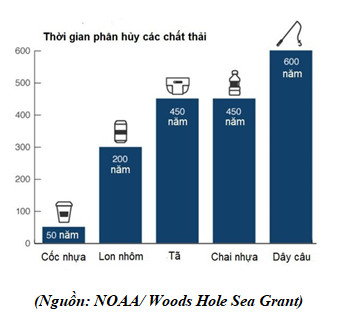 Thời gian phân hủy các chất thải
600
500
400
300
200
100
0
50 năm
200
năm
450
năm
450
năm
600
năm
Cốc nhựa
Lon nhôm
Tã
Chai nhựa
Dây câu
(Nguồn: NOAA/ Woods Hole Sea Grant)